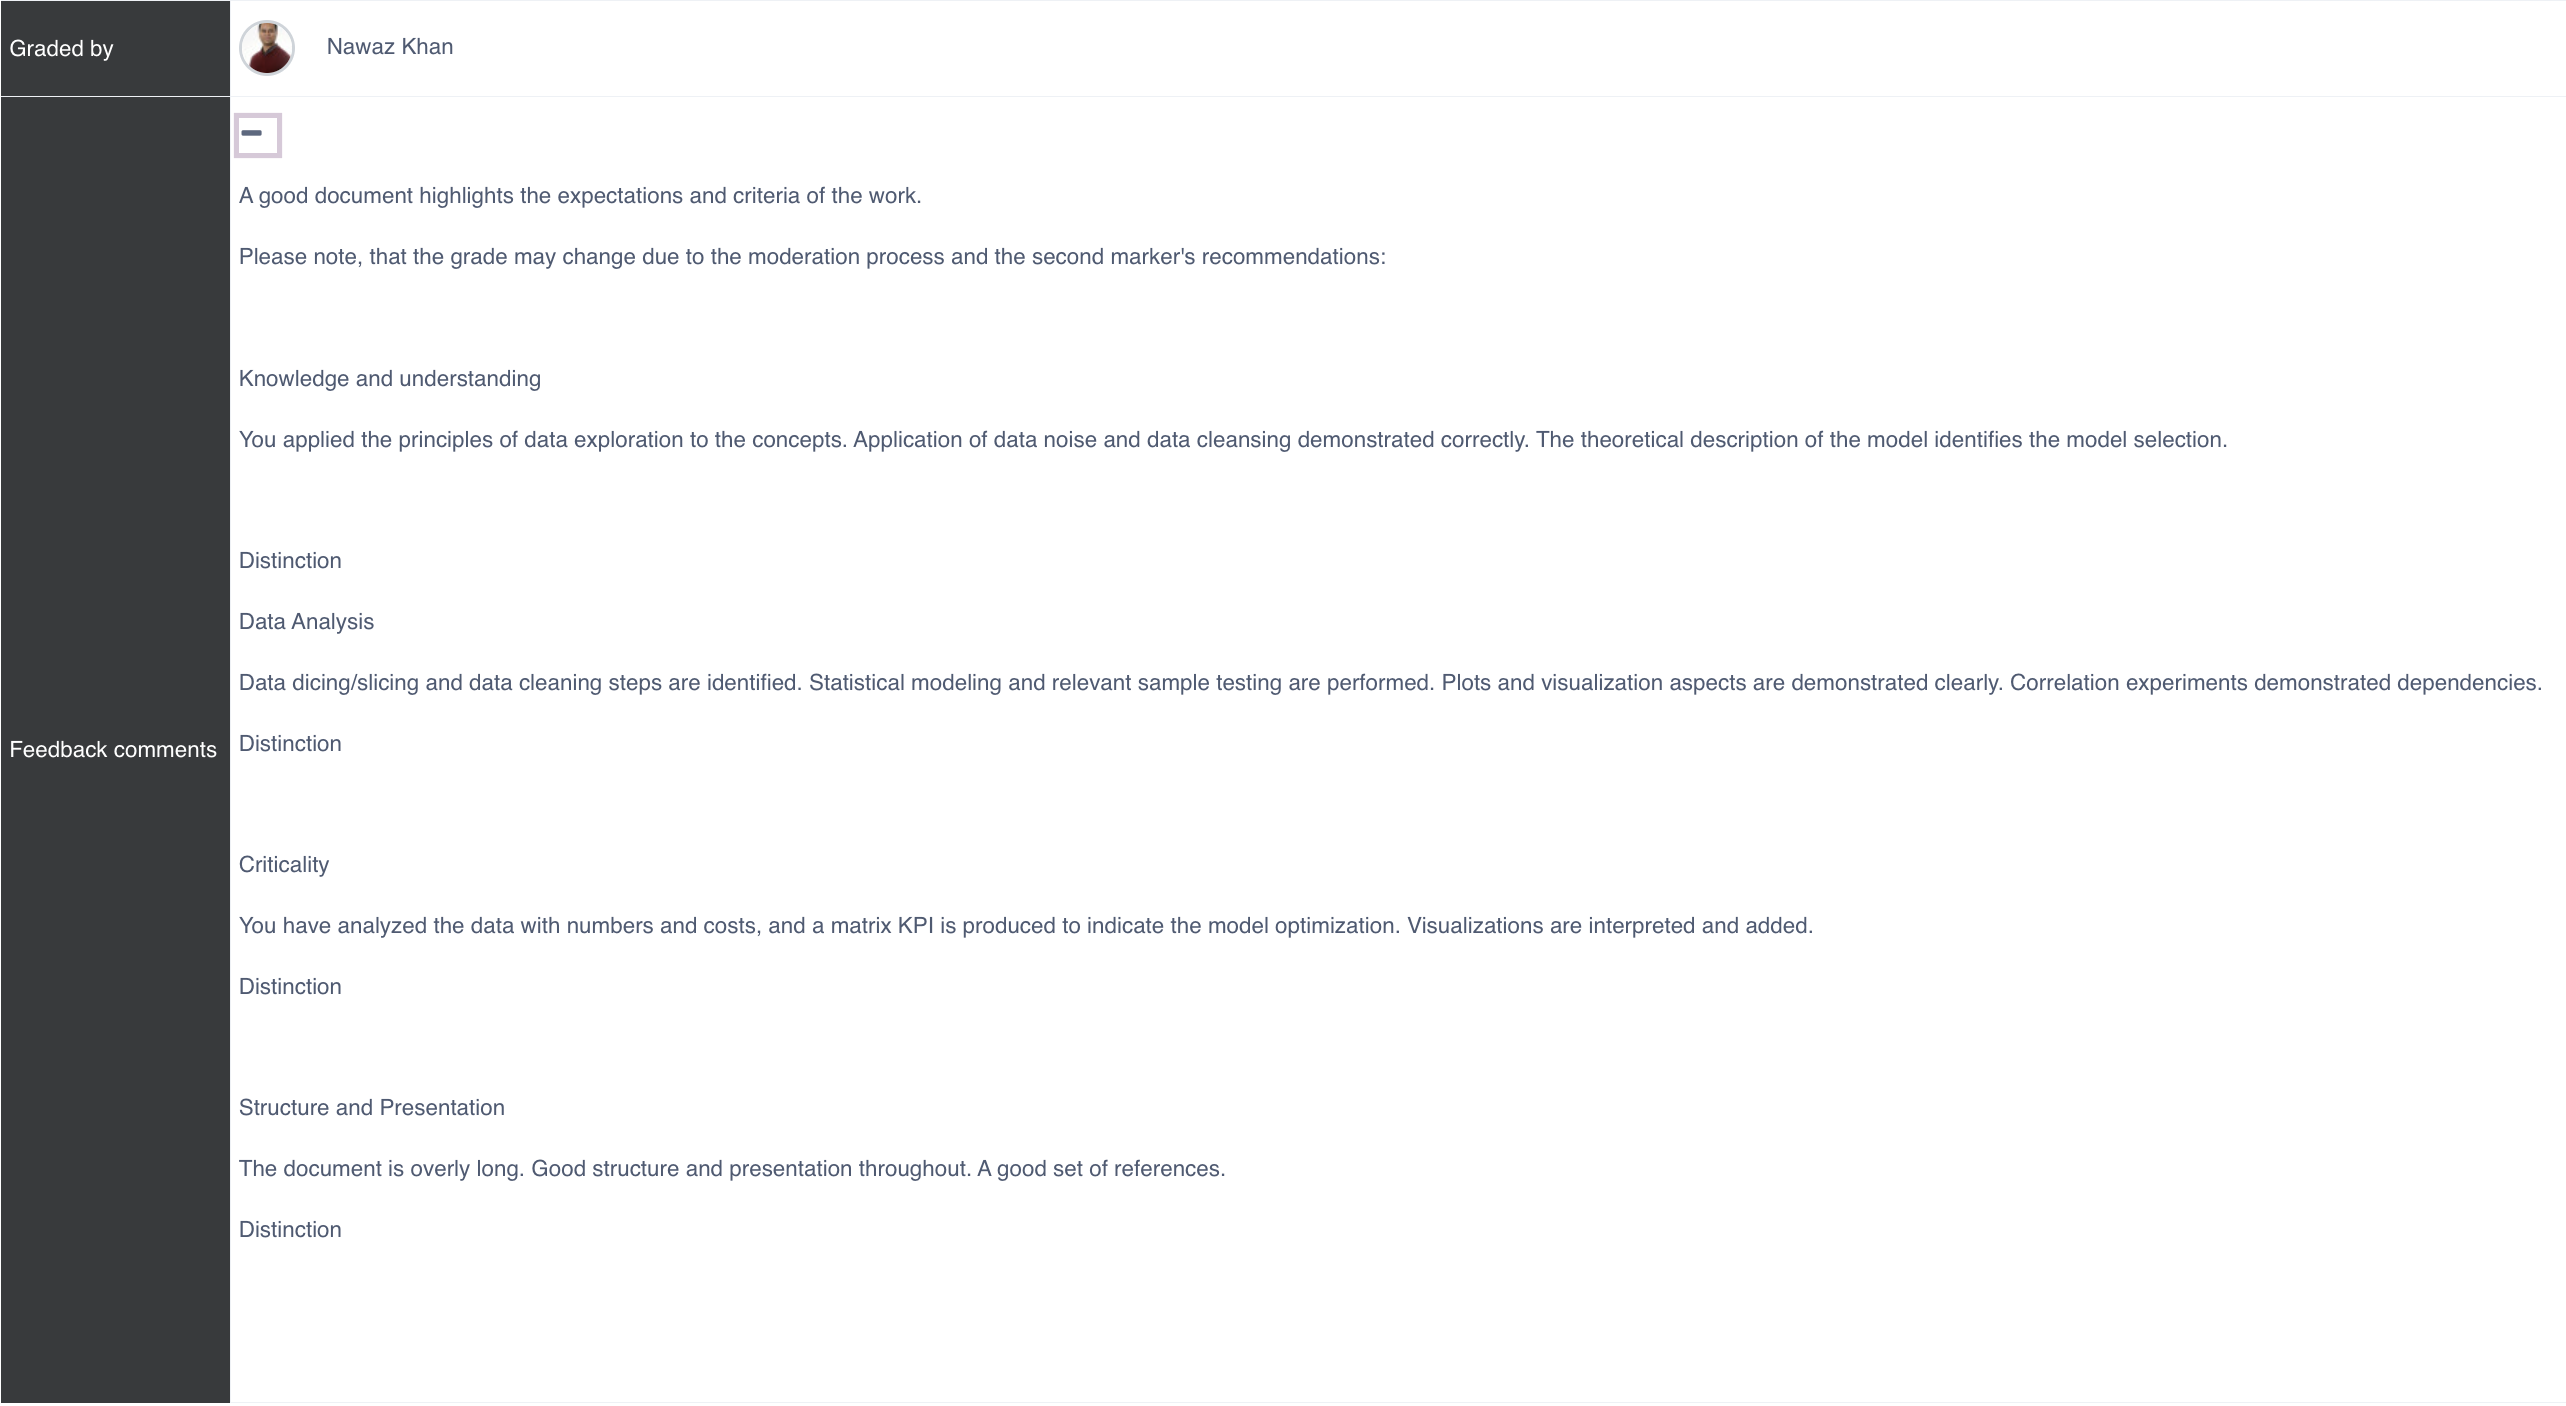 Graded by
Nawaz Khan
Feedback comments
A good document highlights the expectations and criteria of the work.
Please note, that the grade may change due to the moderation process and the second marker's recommendations:
Knowledge and understanding
You applied the principles of data exploration to the concepts. Application of data noise and data cleansing demonstrated correctly. The theoretical description of the model identifies the model selection.
Distinction
Data Analysis
Data dicing/slicing and data cleaning steps are identified. Statistical modeling and relevant sample testing are performed. Plots and visualization aspects are demonstrated clearly. Correlation experiments demonstrated dependencies.
Distinction
Criticality
You have analyzed the data with numbers and costs, and a matrix KPI is produced to indicate the model optimization. Visualizations are interpreted and added.
Distinction
Structure and Presentation
The document is overly long. Good structure and presentation throughout. A good set of references.
Distinction